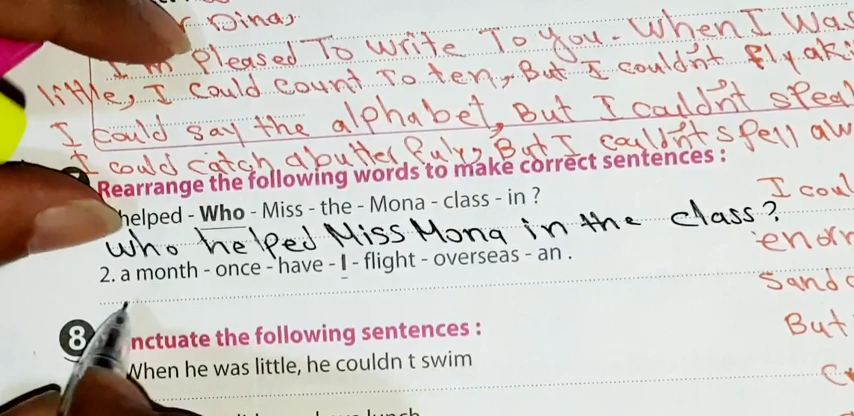 Dina,
I'm Pleased To write To you. When I was
little, I could count To ten, But I couldn't fly a
I could say the alphabet, But I couldn't
I could catch a butterfuly, But I couldn't spell
Rearrange the following words to make correct sentences :
helped - Who - Miss - the - Mona - class - in ?
Who helped Miss Mona in the class?
2. a month - once - have - I - flight - overseas - an .
I
But
8
nctuate the following sentences :
When he was little, he couldn t swim
lunch